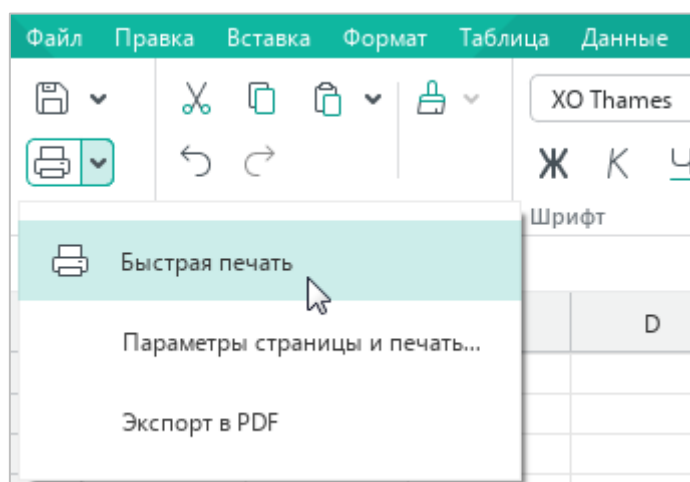 Файл Правка Вставка Формат Таблица Данные
XO Thames
Ж К Ч
Шрифт
Быстрая печать
D
Параметры страницы и печать...
Экспорт в PDF